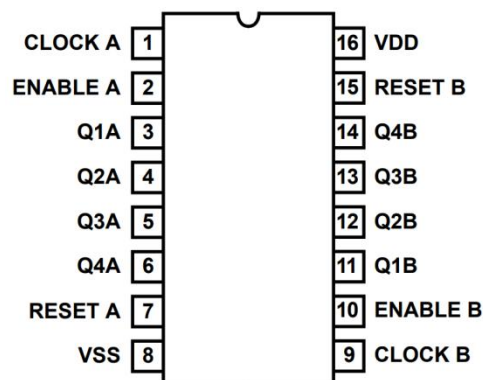 CLOCK A 1 16 VDD
ENABLE A 2 15 RESET B
Q1A 3 14 Q4B
Q2A 4 13 Q3B
Q3A 5 12 Q2B
Q4A 6 11 Q1B
RESET A 7 10 ENABLE B
VSS 8 9 CLOCK B